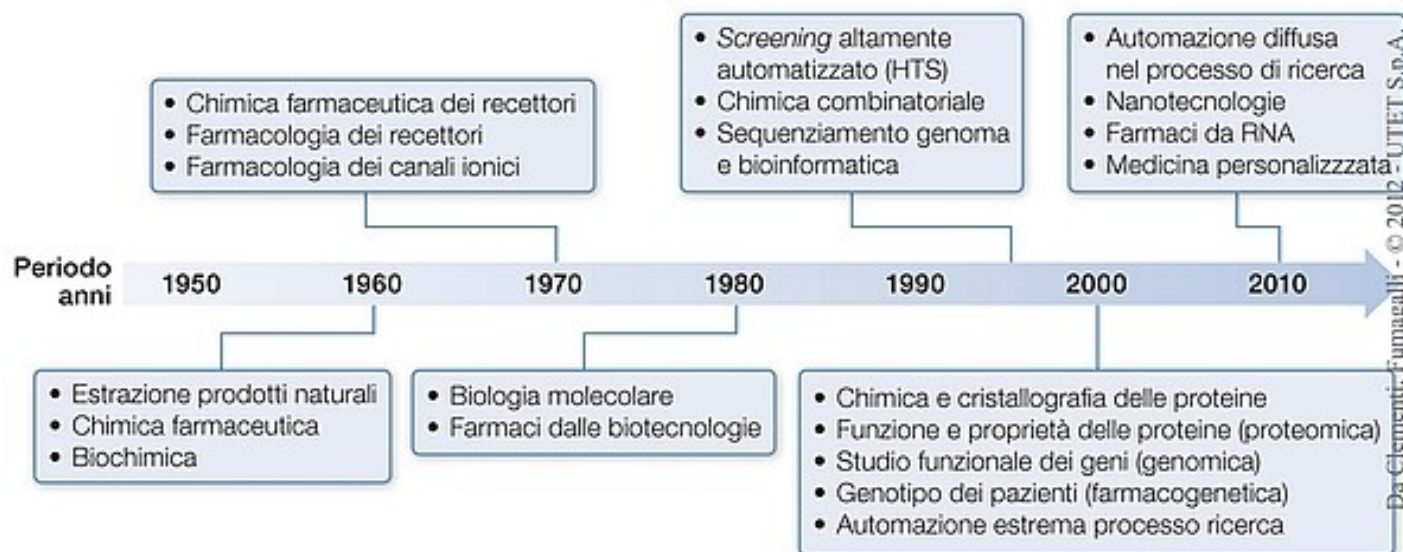 • Chimica farmaceutica dei recettori
• Farmacologia dei recettori
• Farmacologia dei canali ionici
• Screening altamente
automatizzato (HTS)
• Chimica combinatoriale
• Sequenziamento genoma
e bioinformatica
• Automazione diffusa
nel processo di ricerca
• Nanotecnologie
• Farmaci da RNA
• Medicina personalizzzata
Periodo
anni
1950 1960 1970 1980 1990 2000 2010
• Estrazione prodotti naturali
• Chimica farmaceutica
• Biochimica
• Biologia molecolare
• Farmaci dalle biotecnologie
• Chimica e cristallografia delle proteine
• Funzione e proprietà delle proteine (proteomica)
• Studio funzionale dei geni (genomica)
• Genotipo dei pazienti (farmacogenetica)
• Automazione estrema processo ricerca
Da Clementi, Fumagalli - © 2012 - UTET S.p.A.